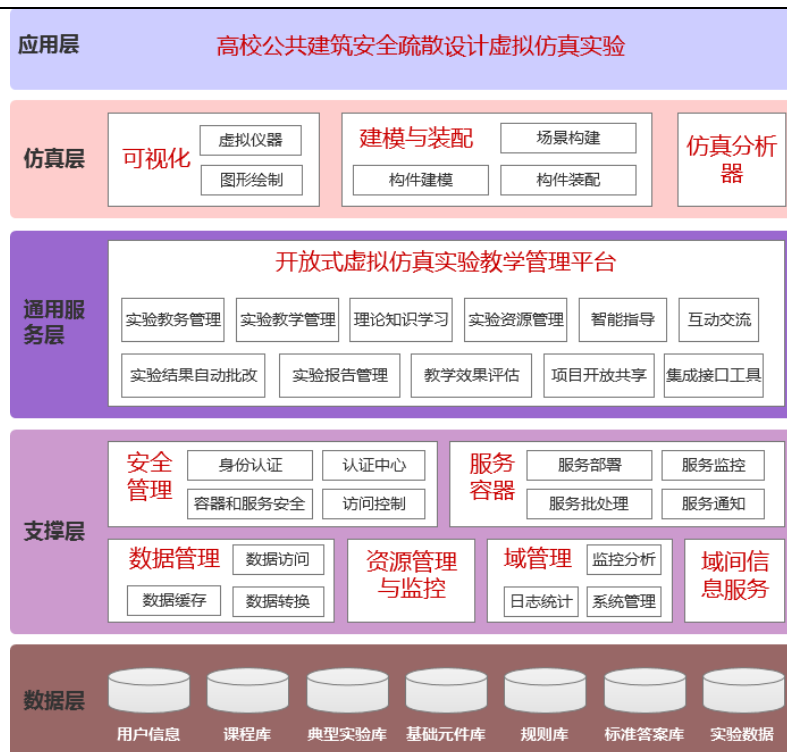 应用层
高校公共建筑安全疏散设计虚拟仿真实验
仿真层
可视化
虚拟仪器
图形绘制
建模与装配
场景构建
构件建模
构件装配
仿真分析
器
通用服
务层
开放式虚拟仿真实验教学管理平台
实验教务管理
实验教学管理
理论知识学习
实验资源管理
智能指导
互动交流
实验结果自动批改
实验报告管理
教学效果评估
项目开放共享
集成接口工具
支撑层
安全
管理
身份认证
认证中心
容器和服务安全
访问控制
服务
容器
服务部署
服务监控
服务批处理
服务通知
数据管理
数据访问
数据缓存
数据转换
资源管理
与监控
域管理
监控分析
日志统计
系统管理
域间信
息服务
数据层
用户信息
课程库
典型实验库
基础元件库
规则库
标准答案库
实验数据